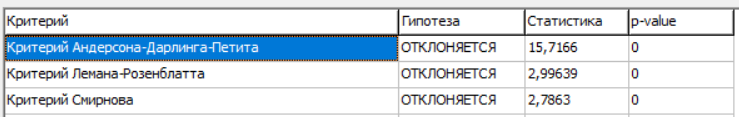 Критерий Гипотеза Статистика p-value
Критерий Андерсона-Дарлинга-Петита ОТКЛОНЯЕТСЯ 15,7166 0
Критерий Лемана-Розенблатта ОТКЛОНЯЕТСЯ 2,99639 0
Критерий Смирнова ОТКЛОНЯЕТСЯ 2,7863 0